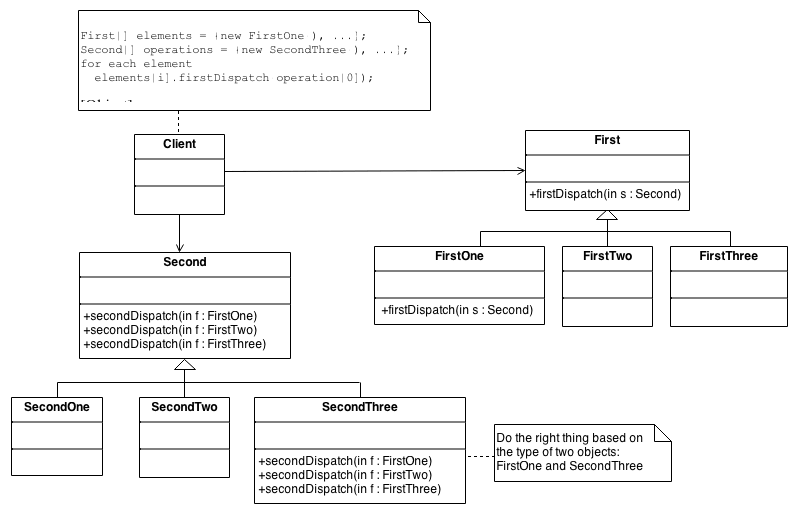 First[] elements = {new FirstOne ), ...};
Second[] operations = {new SecondThree ), ...};
for each element
elements[i].firstDispatch operation[0]);
Client
First
+firstDispatch(in s : Second)
Second
+secondDispatch(in f : FirstOne)
+secondDispatch(in f : FirstTwo)
+secondDispatch(in f : FirstThree)
FirstOne
+firstDispatch(in s : Second)
FirstTwo
FirstThree
SecondOne
SecondTwo
SecondThree
+secondDispatch(in f : FirstOne)
+secondDispatch(in f : FirstTwo)
+secondDispatch(in f : FirstThree)
Do the right thing based on
the type of two objects:
FirstOne and SecondThree